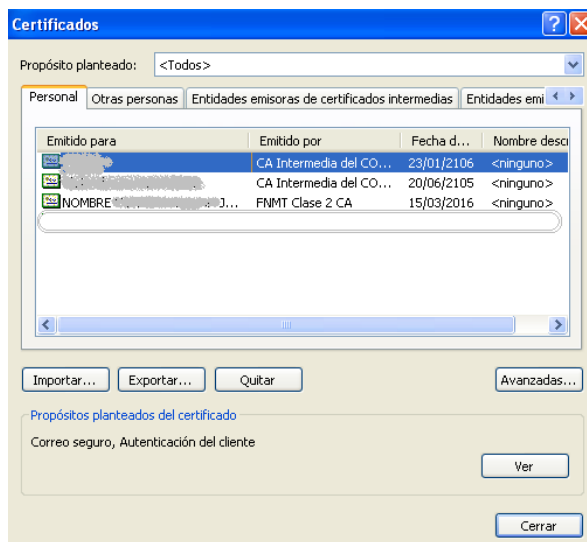 Certificados
Propósito planteado: <Todos>
Personal Otras personas Entidades emisoras de certificados intermedias Entidades emi
Emitido para Emitido por Fecha d... Nombre descr
CA Intermedia del CO... 23/01/2106 <ninguno>
CA Intermedia del CO... 20/06/2105 <ninguno>
NOMBRE J... FNMT Clase 2 CA 15/03/2016 <ninguno>
Importar... Exportar... Quitar Avanzadas...
Propósitos planteados del certificado
Correo seguro, Autenticación del cliente
Ver
Cerrar